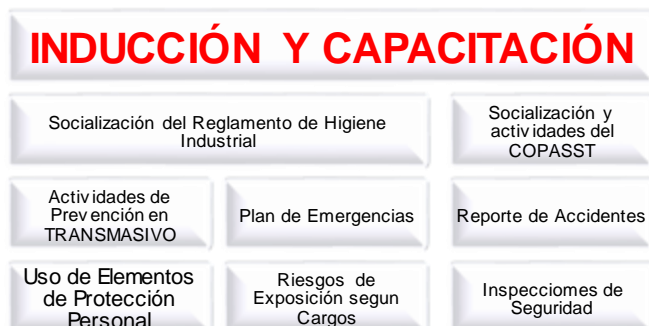 INDUCCIÓN Y CAPACITACIÓN
Socialización del Reglamento de Higiene
Industrial
Socialización y
actividades del
COPASST
Actividades de
Prevención en
TRANSMASIVO
Plan de Emergencias
Reporte de Accidentes
Uso de Elementos
de Protección
Personal
Riesgos de
Exposición segun
Cargos
Inspecciomes de
Seguridad